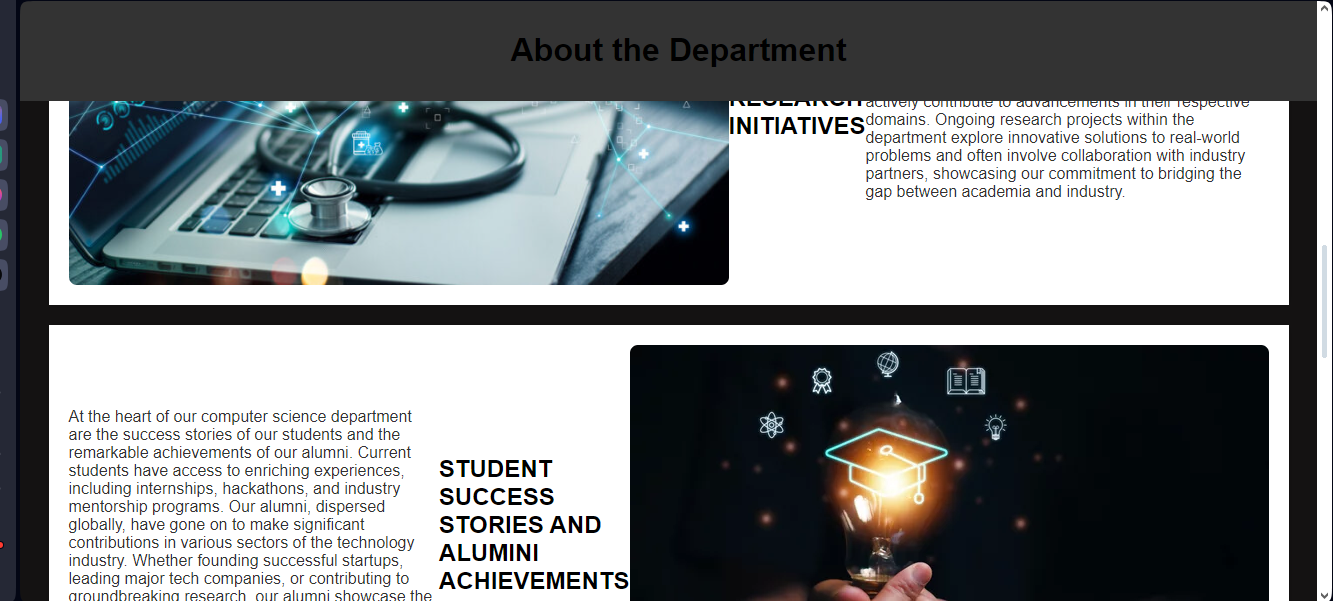 About the Department
RESEARCH
INITIATIVES
actively contribute to advancements in their respective
domains. Ongoing research projects within the
department explore innovative solutions to real-world
problems and often involve collaboration with industry
partners, showcasing our commitment to bridging the
gap between academia and industry.
At the heart of our computer science department
are the success stories of our students and the
remarkable achievements of our alumni. Current
students have access to enriching experiences,
including internships, hackathons, and industry
mentorship programs. Our alumni, dispersed
globally, have gone on to make significant
contributions in various sectors of the technology
industry. Whether founding successful startups,
leading major tech companies, or contributing to
groundbreaking research, our alumni showcase the
STUDENT
SUCCESS
STORIES AND
ALUMINI
ACHIEVEMENTS